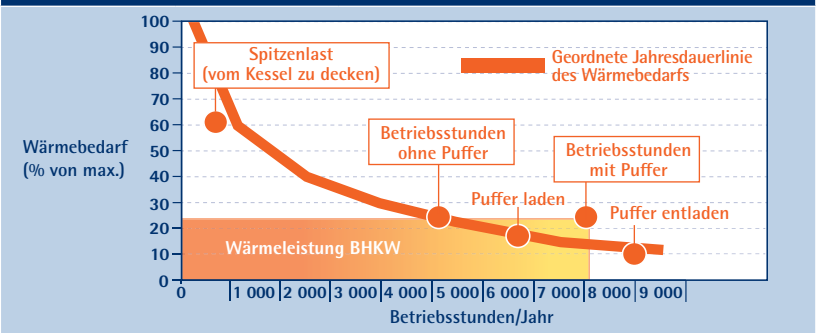 100
90
80
70
60
50
40
30
20
10
0
Wärmebedarf
(% von max.)
Spitzenlast
(vom Kessel zu decken)
Geordnete Jahresdauerlinie
des Wärmebedarfs
Betriebsstunden
ohne Puffer
Betriebsstunden
mit Puffer
Puffer laden
Puffer entladen
Wärmeleistung BHKW
0 1 000 2 000 3 000 4 000 5 000 6 000 7 000 8 000 9 000
Betriebsstunden/Jahr